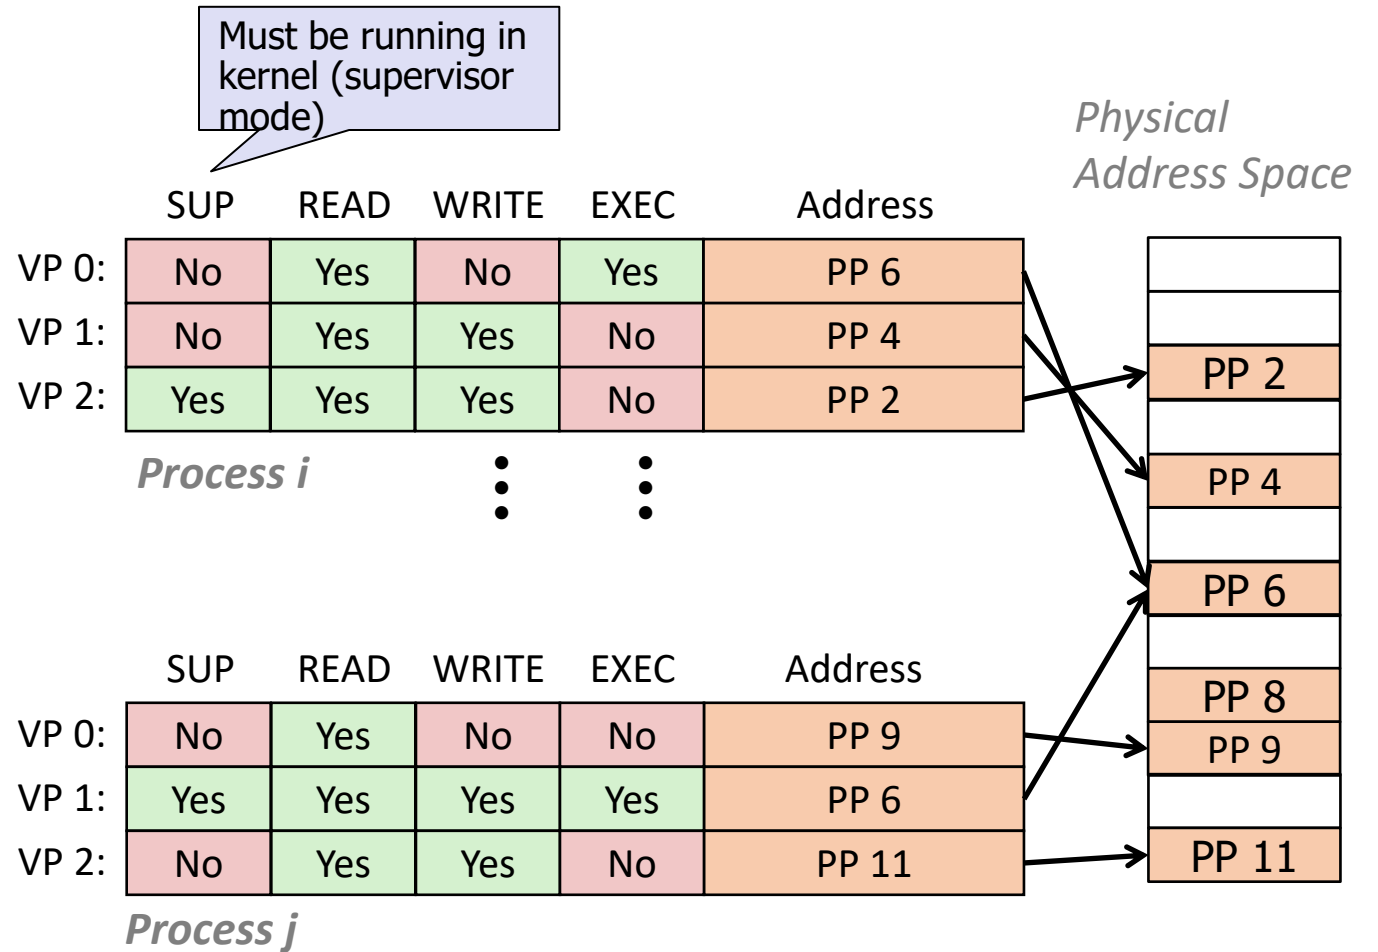 Must be running in
kernel (supervisor
mode)
Physical
Address Space
SUP READ WRITE EXEC Address
VP 0: No Yes No Yes PP 6
VP 1: No Yes Yes No PP 4
VP 2: Yes Yes Yes No PP 2
Process i
PP 2
PP 4
PP 6
PP 8
PP 9
PP 11
SUP READ WRITE EXEC Address
VP 0: No Yes No No PP 9
VP 1: Yes Yes Yes Yes PP 6
VP 2: No Yes Yes No PP 11
Process j